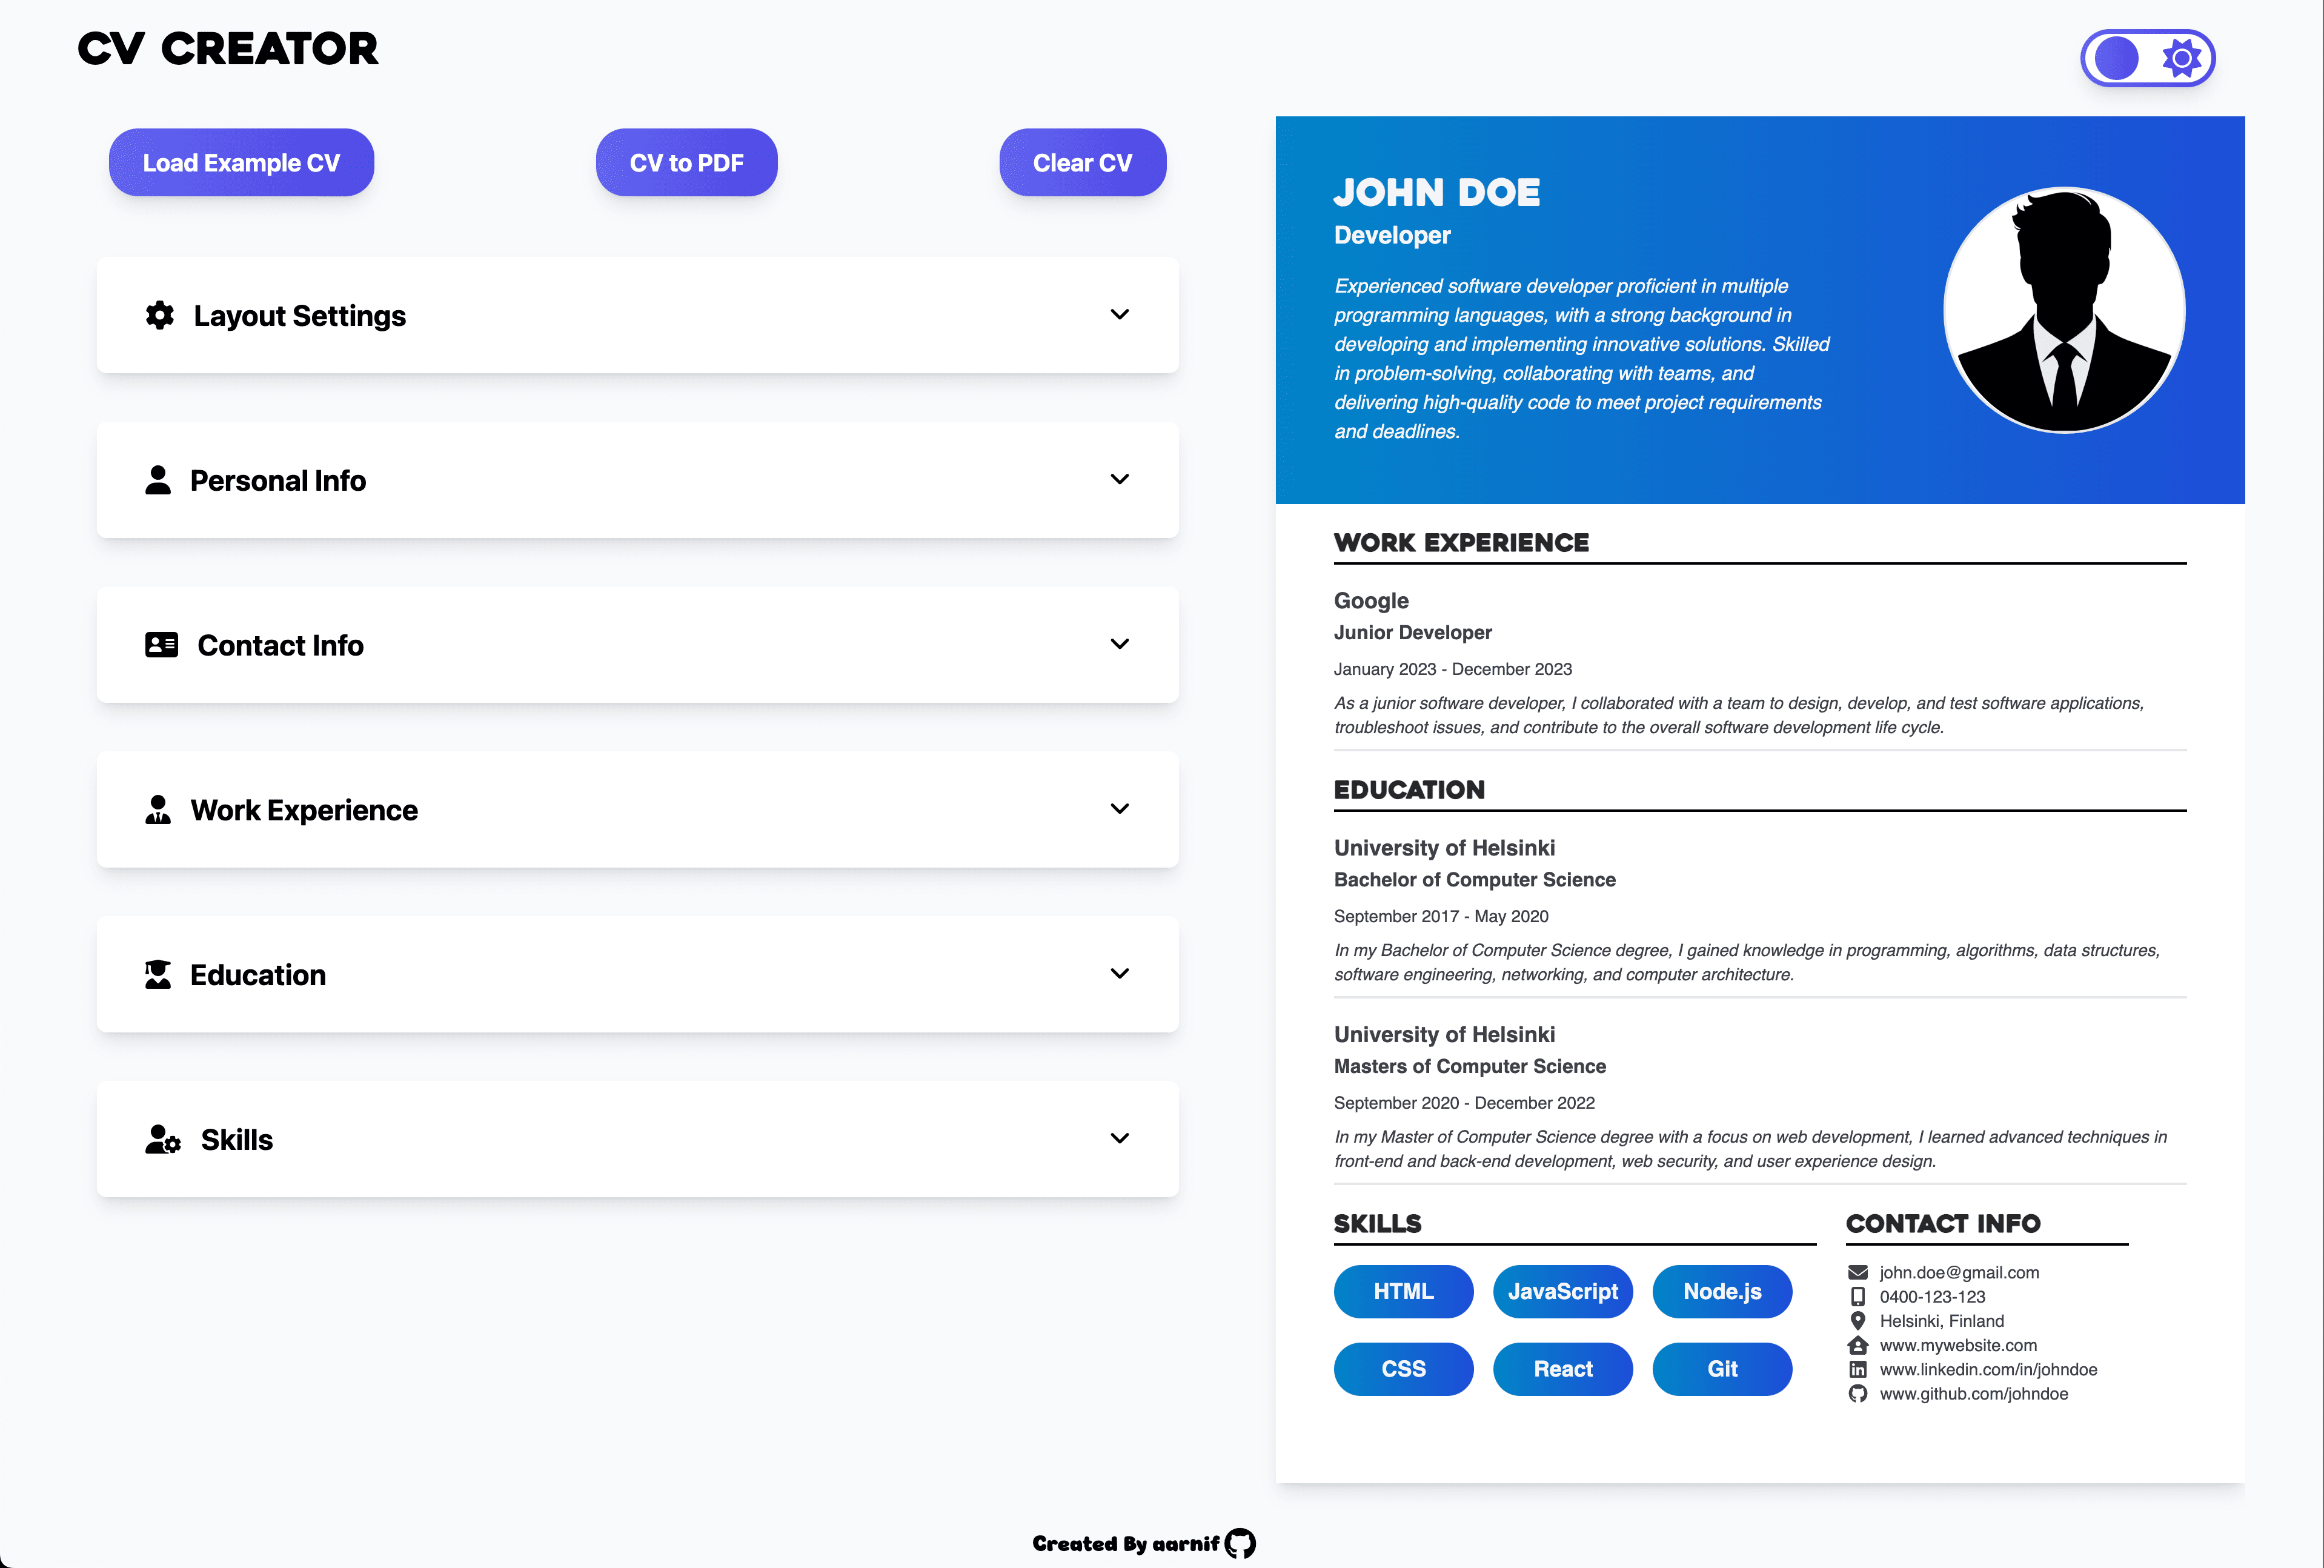 CV CREATOR
Load Example CV
CV to PDF
Clear CV
Layout Settings
Personal Info
Contact Info
Work Experience
Education
Skills
JOHN DOE
Developer
Experienced software developer proficient in multiple
programming languages, with a strong background in
developing and implementing innovative solutions. Skilled
in problem-solving, collaborating with teams, and
delivering high-quality code to meet project requirements
and deadlines.
WORK EXPERIENCE
Google
Junior Developer
January 2023 - December 2023
As a junior software developer, I collaborated with a team to design, develop, and test software applications,
troubleshoot issues, and contribute to the overall software development life cycle.
EDUCATION
University of Helsinki
Bachelor of Computer Science
September 2017 - May 2020
In my Bachelor of Computer Science degree, I gained knowledge in programming, algorithms, data structures,
software engineering, networking, and computer architecture.
University of Helsinki
Masters of Computer Science
September 2020 - December 2022
In my Master of Computer Science degree with a focus on web development, I learned advanced techniques in
front-end and back-end development, web security, and user experience design.
SKILLS
HTML
JavaScript
Node.js
CSS
React
Git
CONTACT INFO
john.doe@gmail.com
0400-123-123
Helsinki, Finland
www.mywebsite.com
www.linkedin.com/in/johndoe
www.github.com/johndoe
Created By aarnif